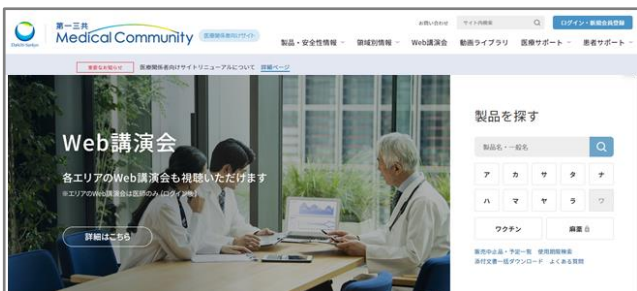 お問い合わせ
サイト内検索
ログイン・新規会員登録
第一三共
Medical Community
医療関係者向けサイト
Daiichi-Sankyo
製品・安全性情報
領域別情報
Web講演会
動画ライブラリ
医療サポート
患者サポート
重要なお知らせ
医療関係者向けサイトリニューアルについて 詳細ページ
Web講演会
各エリアのWeb講演会も視聴いただけます
※エリアのWeb講演会は医師のみ（ログイン後）
詳細はこちら
製品を探す
製品名・一般名
ア カ サ タ ナ
ハ マ ヤ ラ ワ
ワクチン 麻薬
販売中止品・予定一覧 使用期限検索
添付文書一括ダウンロード よくある質問